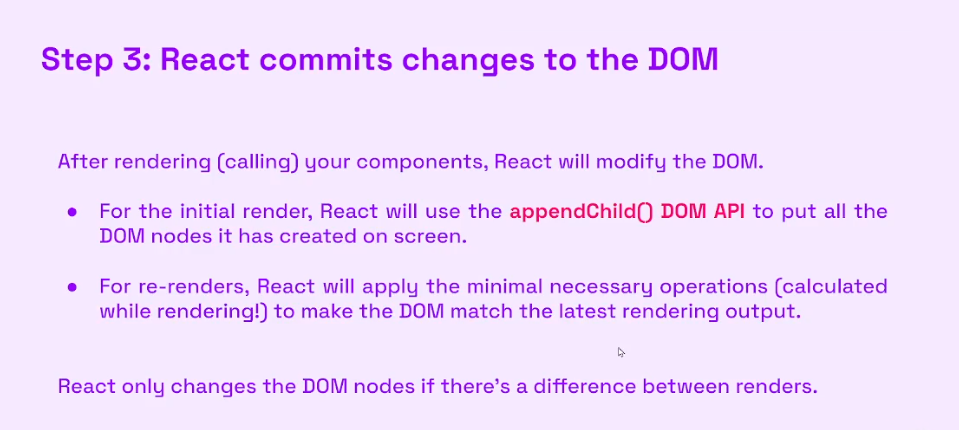 Step 3: React commits changes to the DOM
After rendering (calling) your components, React will modify the DOM.
● For the initial render, React will use the appendChild() DOM API to put all the
DOM nodes it has created on screen.
● For re-renders, React will apply the minimal necessary operations (calculated
while rendering!) to make the DOM match the latest rendering output.
React only changes the DOM nodes if there's a difference between renders.